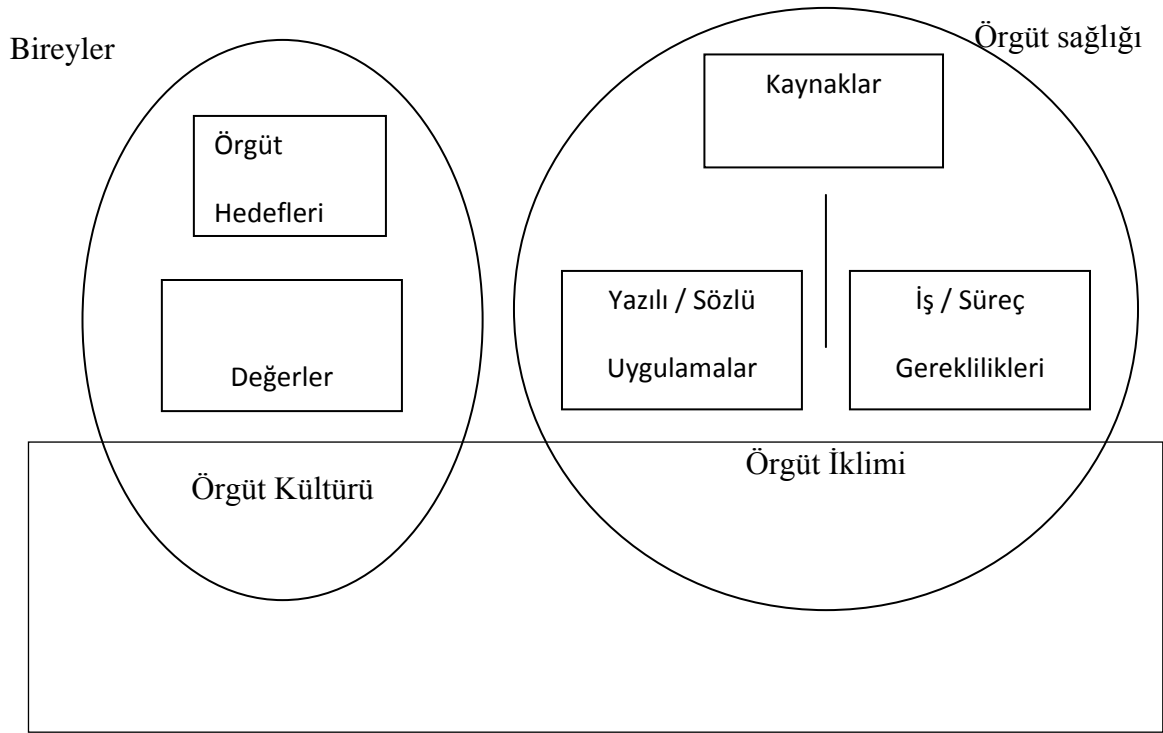 Bireyler
Örgüt sağlığı
Örgüt
Hedefleri
Değerler
Örgüt Kültürü
Kaynaklar
Yazılı / Sözlü
Uygulamalar
İş / Süreç
Gereklilikleri
Örgüt İklimi